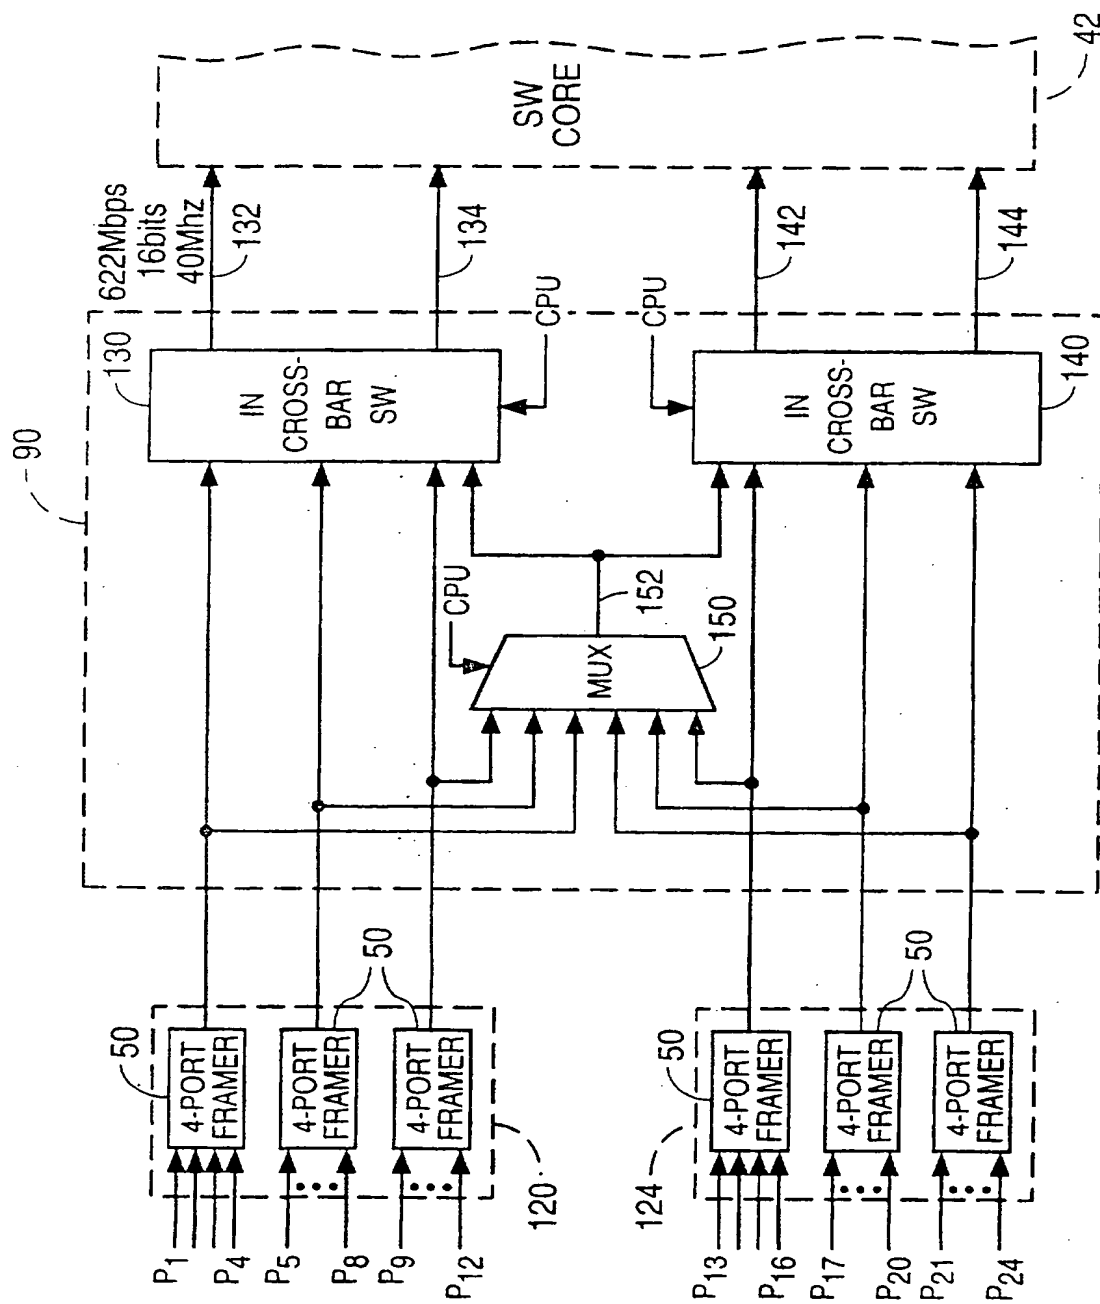 42
SW
CORE
622Mbps
16bits
40Mhz
132
134
142
144
90
130
IN
CROSS-
BAR
SW
CPU
CPU
IN
CROSS-
BAR
SW
140
CPU
152
150
MUX
50
4-PORT
FRAMER
50
4-PORT
FRAMER
4-PORT
FRAMER
120
50
4-PORT
FRAMER
50
4-PORT
FRAMER
4-PORT
FRAMER
124
P1
P4
P5
P8
P9
P12
P13
P16
P17
P20
P21
P24